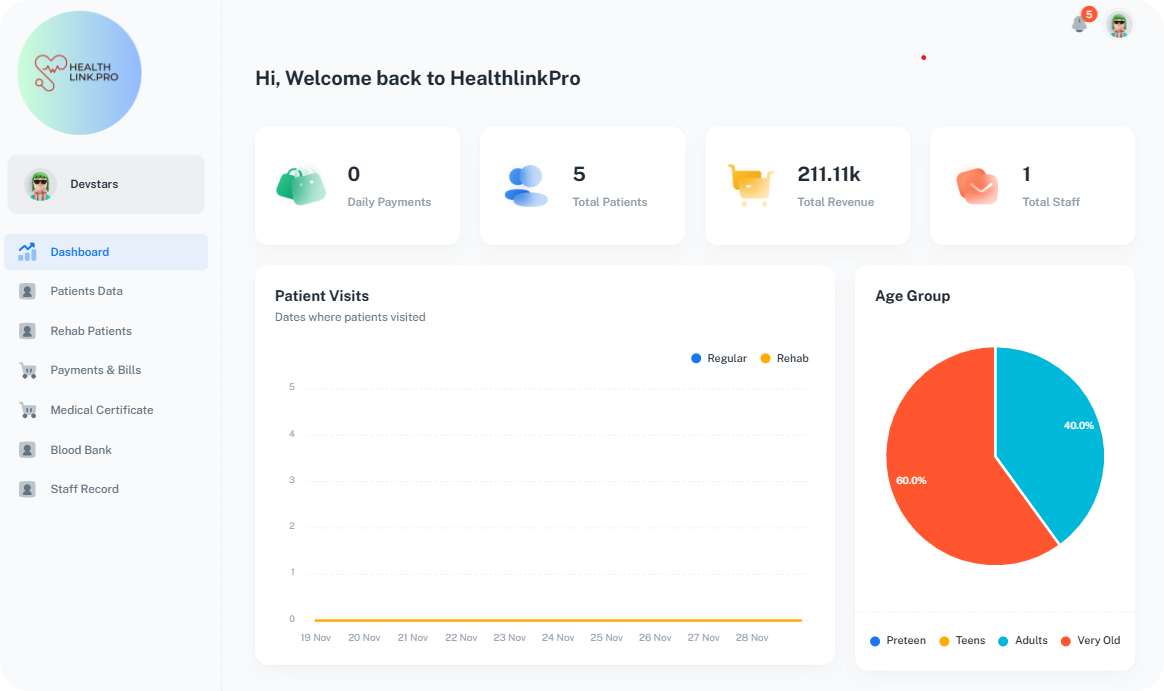 HEALTH
LINK.PRO
5
Hi, Welcome back to HealthlinkPro
Devstars
Dashboard
Patients Data
Rehab Patients
Payments & Bills
Medical Certificate
Blood Bank
Staff Record
0
Daily Payments
5
Total Patients
211.11k
Total Revenue
1
Total Staff
Patient Visits
Dates where patients visited
Regular
Rehab
5
4
3
2
1
0
19 Nov
20 Nov
21 Nov
22 Nov
23 Nov
24 Nov
25 Nov
26 Nov
27 Nov
28 Nov
Age Group
40.0%
60.0%
Preteen
Teens
Adults
Very Old